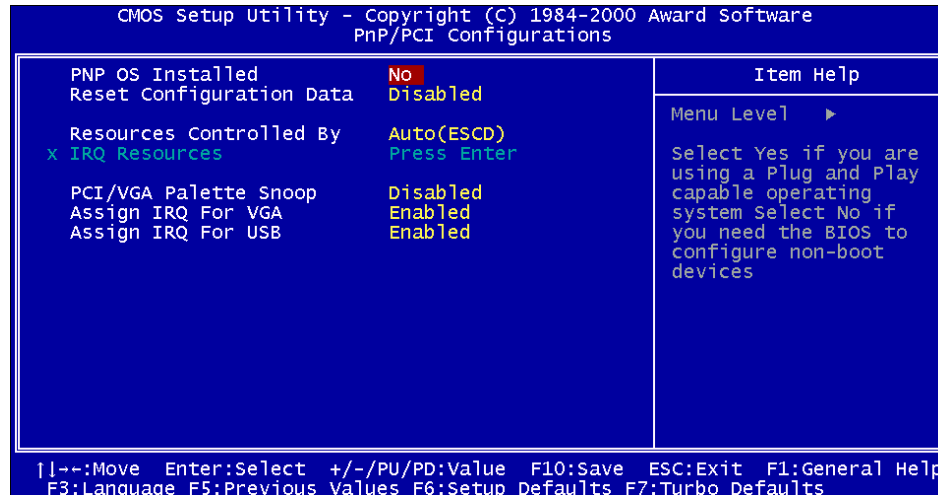 CMOS Setup Utility - Copyright (C) 1984-2000 Award Software
PnP/PCI Configurations
PNP OS Installed No
Reset Configuration Data Disabled
Resources Controlled By Auto(ESCD)
x IRQ Resources Press Enter
PCI/VGA Palette Snoop Disabled
Assign IRQ For VGA Enabled
Assign IRQ For USB Enabled
Item Help
Menu Level ►
Select Yes if you are
using a Plug and Play
capable operating
system Select No if
you need the BIOS to
configure non-boot
devices
↑↓→←:Move Enter:Select +/-/PU/PD:Value F10:Save ESC:Exit F1:General Help
F3:Language F5:Previous Values F6:Setup Defaults F7:Turbo Defaults